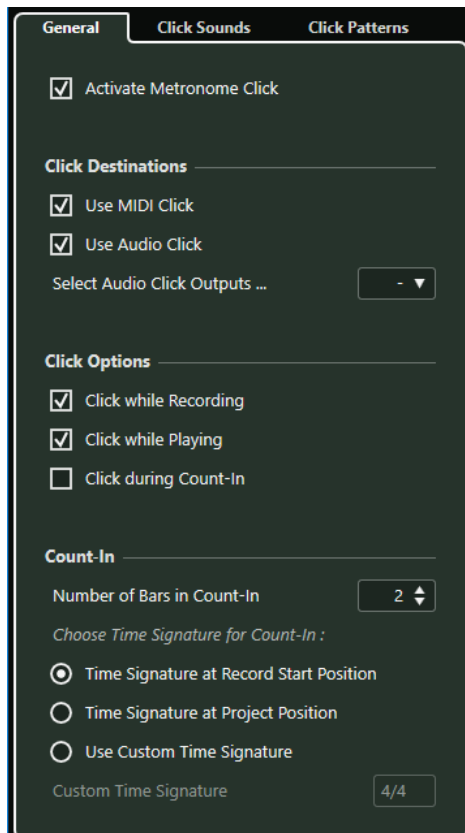 General Click Sounds Click Patterns
Activate Metronome Click
Click Destinations
Use MIDI Click
Use Audio Click
Select Audio Click Outputs ... -
Click Options
Click while Recording
Click while Playing
Click during Count-In
Count-In
Number of Bars in Count-In 2
Choose Time Signature for Count-In :
Time Signature at Record Start Position
Time Signature at Project Position
Use Custom Time Signature
Custom Time Signature 4/4